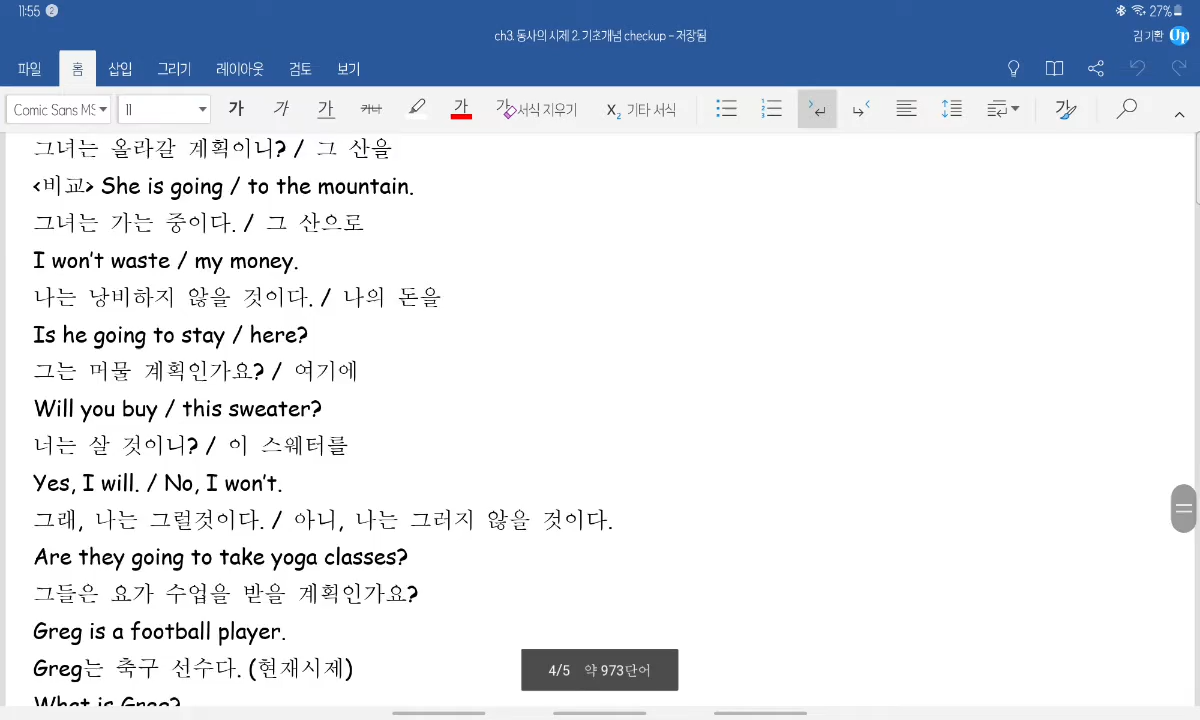 11:55 2
27%
ch3. 동사의 시제 2. 기초개념 checkup - 저장됨
김기환
파일 홈 삽입 그리기 레이아웃 검토 보기
Comic Sans MS 11 가 가 가 가나 가 가 서식 지우기 X₂ 기타 서식
그녀는 올라갈 계획이니? / 그 산을
<비교> She is going / to the mountain.
그녀는 가는 중이다. / 그 산으로
I won't waste / my money.
나는 낭비하지 않을 것이다. / 나의 돈을
Is he going to stay / here?
그는 머물 계획인가요? / 여기에
Will you buy / this sweater?
너는 살 것이니? / 이 스웨터를
Yes, I will. / No, I won't.
그래, 나는 그럴것이다. / 아니, 나는 그러지 않을 것이다.
Are they going to take yoga classes?
그들은 요가 수업을 받을 계획인가요?
Greg is a football player.
Greg는 축구 선수다. (현재시제)
4/5 약 973단어
What is Greg?